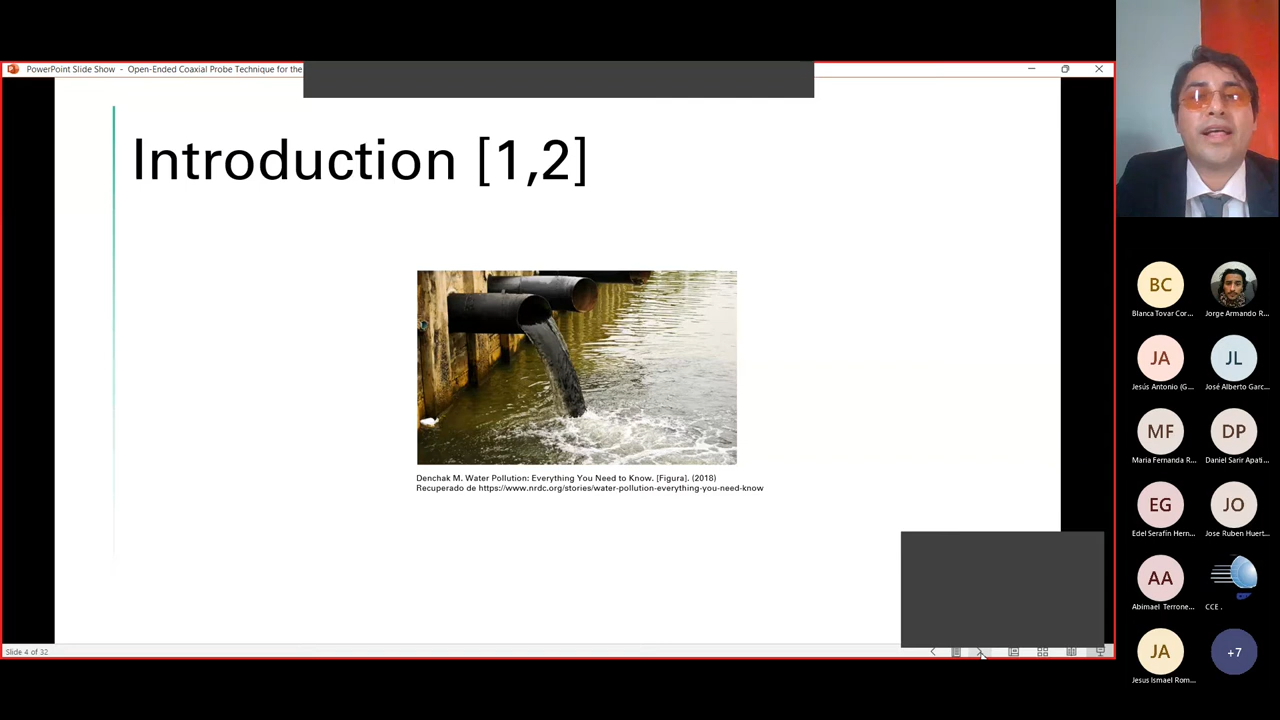 PowerPoint Slide Show - Open-Ended Coaxial Probe Technique for the
Introduction [1,2]
Denchak M. Water Pollution: Everything You Need to Know. [Figura]. (2018)
Recuperado de https://www.nrdc.org/stories/water-pollution-everything-you-need-know
Slide 4 of 32
BC
Blanca Tovar Cor...
Jorge Armando R...
JA
JL
Jesús Antonio (G...
José Alberto Garc...
MF
DP
María Fernanda R...
Daniel Sarir Apati...
EG
JO
Edel Serafín Hern...
Jose Ruben Huert...
AA
Abimael Terrone...
CCE .
JA
+7
Jesus Ismael Rom...